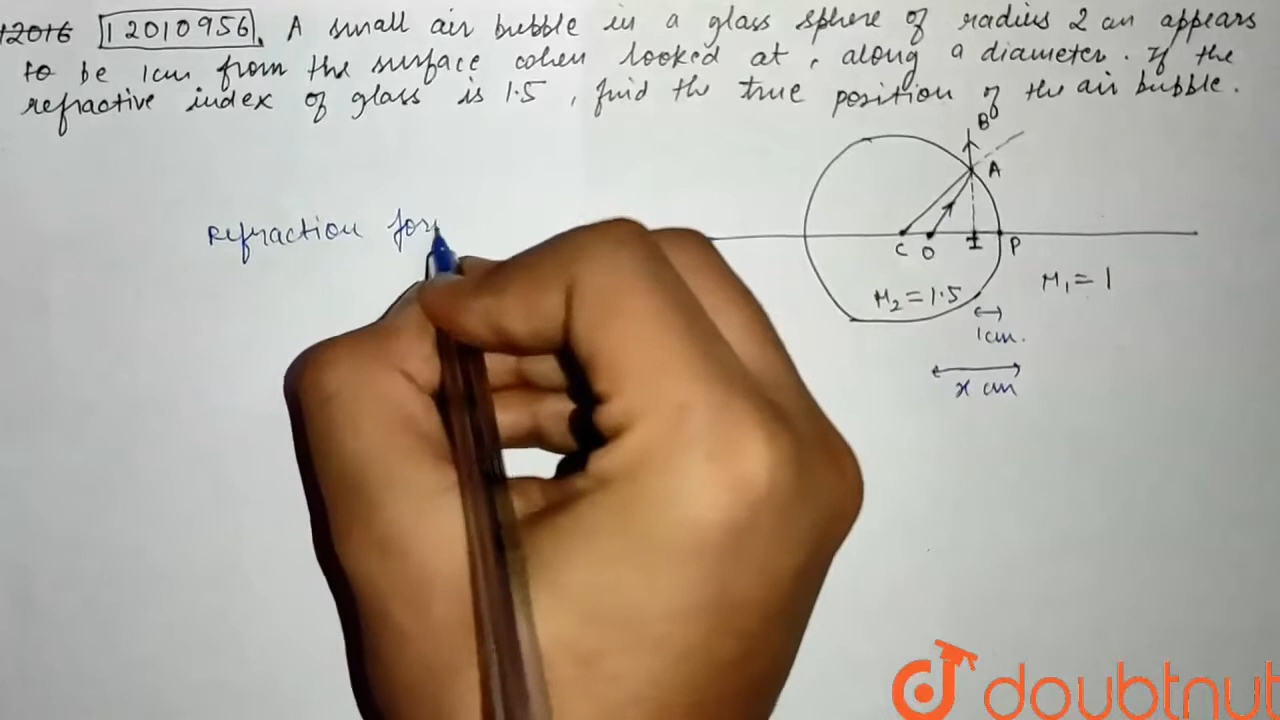 12016 12010956. A small air bubble in a glass sphere of radius 2 cm appears
to be 1cm from the surface when looked at, along a diameter. If the
refractive index of glass is 1.5, find the true position of the air bubble.
B
A
refraction for
C O I P
M2 = 1.5
M1 = 1
1cm.
x cm
doubtnut